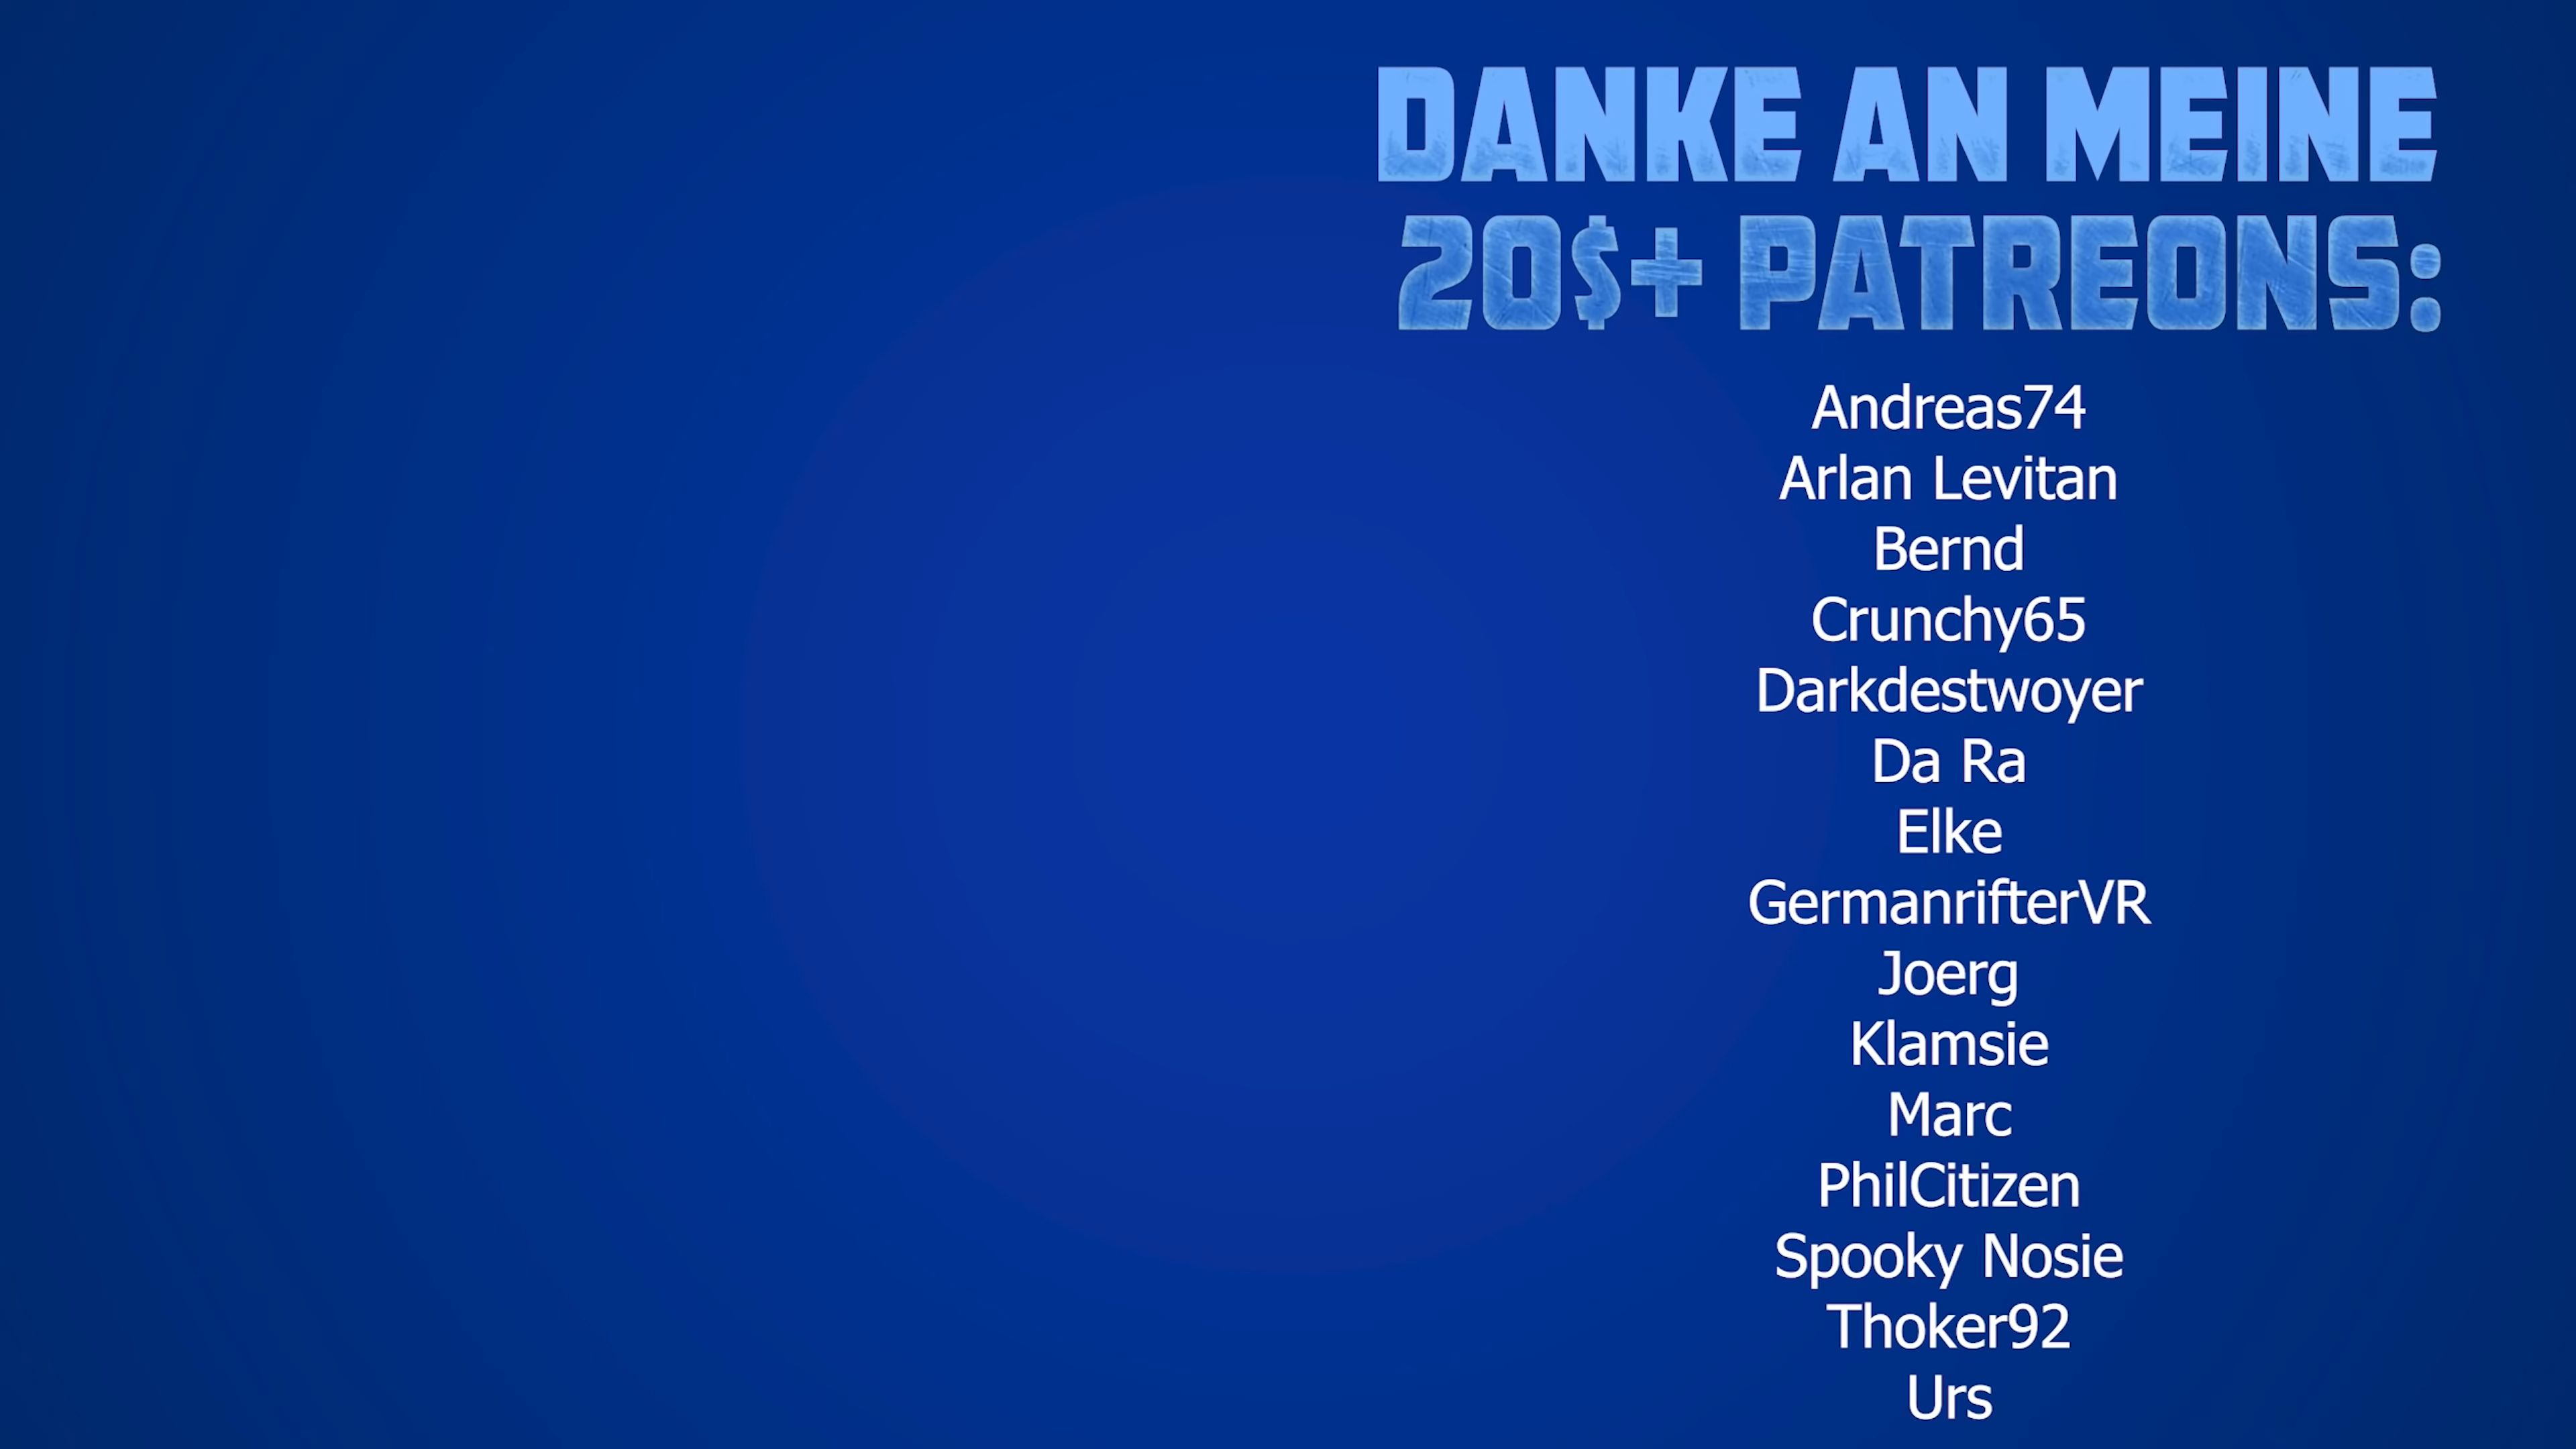 DANKE AN MEINE
20$+ PATREONS:
Andreas74
Arlan Levitan
Bernd
Crunchy65
Darkdestwoyer
Da Ra
Elke
GermanrifterVR
Joerg
Klamsie
Marc
PhilCitizen
Spooky Nosie
Thoker92
Urs